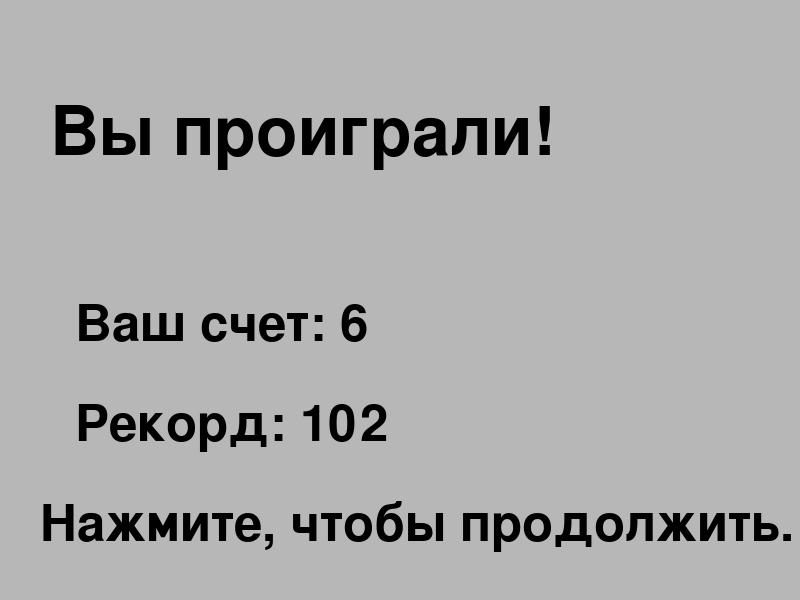 Вы проиграли!
Ваш счет: 6
Рекорд: 102
Нажмите, чтобы продолжить.